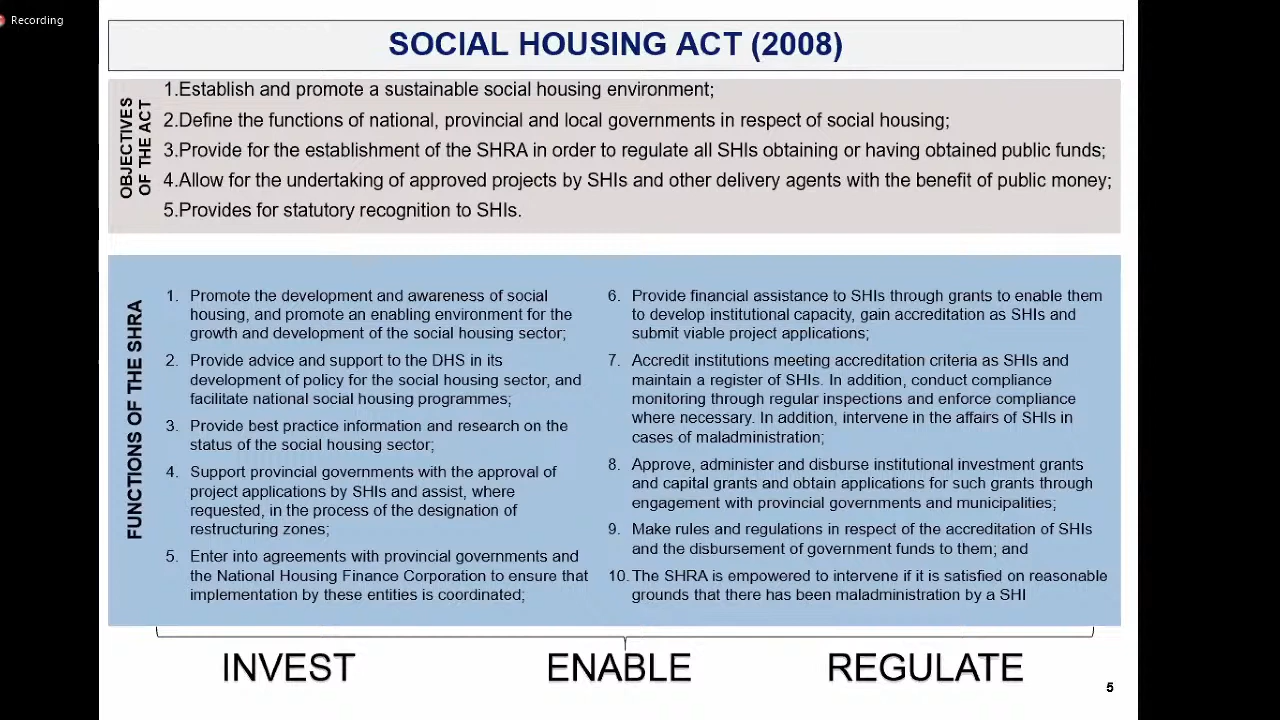 Recording
SOCIAL HOUSING ACT (2008)
OBJECTIVES
OF THE ACT
1.Establish and promote a sustainable social housing environment;
2.Define the functions of national, provincial and local governments in respect of social housing;
3.Provide for the establishment of the SHRA in order to regulate all SHIs obtaining or having obtained public funds;
4.Allow for the undertaking of approved projects by SHIs and other delivery agents with the benefit of public money;
5.Provides for statutory recognition to SHIs.
FUNCTIONS OF THE SHRA
1. Promote the development and awareness of social
housing, and promote an enabling environment for the
growth and development of the social housing sector;
2. Provide advice and support to the DHS in its
development of policy for the social housing sector, and
facilitate national social housing programmes;
3. Provide best practice information and research on the
status of the social housing sector;
4. Support provincial governments with the approval of
project applications by SHIs and assist, where
requested, in the process of the designation of
restructuring zones;
5. Enter into agreements with provincial governments and
the National Housing Finance Corporation to ensure that
implementation by these entities is coordinated;
6. Provide financial assistance to SHIs through grants to enable them
to develop institutional capacity, gain accreditation as SHIs and
submit viable project applications;
7. Accredit institutions meeting accreditation criteria as SHIs and
maintain a register of SHIs. In addition, conduct compliance
monitoring through regular inspections and enforce compliance
where necessary. In addition, intervene in the affairs of SHIs in
cases of maladministration;
8. Approve, administer and disburse institutional investment grants
and capital grants and obtain applications for such grants through
engagement with provincial governments and municipalities;
9. Make rules and regulations in respect of the accreditation of SHIs
and the disbursement of government funds to them; and
10. The SHRA is empowered to intervene if it is satisfied on reasonable
grounds that there has been maladministration by a SHI
INVEST
ENABLE
REGULATE
5